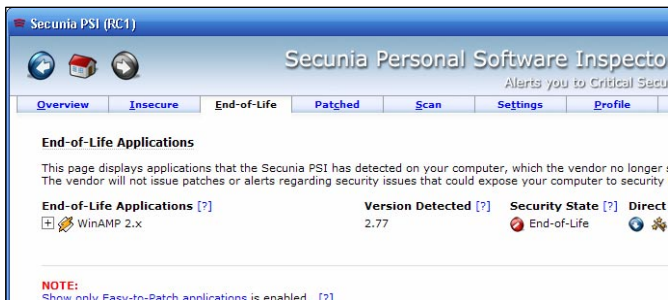 Secunia PSI (RC1)
Secunia Personal Software Inspecto
Alerts you to Critical Secu
Overview Insecure End-of-Life Patched Scan Settings Profile
End-of-Life Applications
This page displays applications that the Secunia PSI has detected on your computer, which the vendor no longer s
The vendor will not issue patches or alerts regarding security issues that could expose your computer to security
End-of-Life Applications [?] Version Detected [?] Security State [?] Direct
WinAMP 2.x 2.77 End-of-Life
NOTE:
Show only Easy-to-Patch applications is enabled. [?]